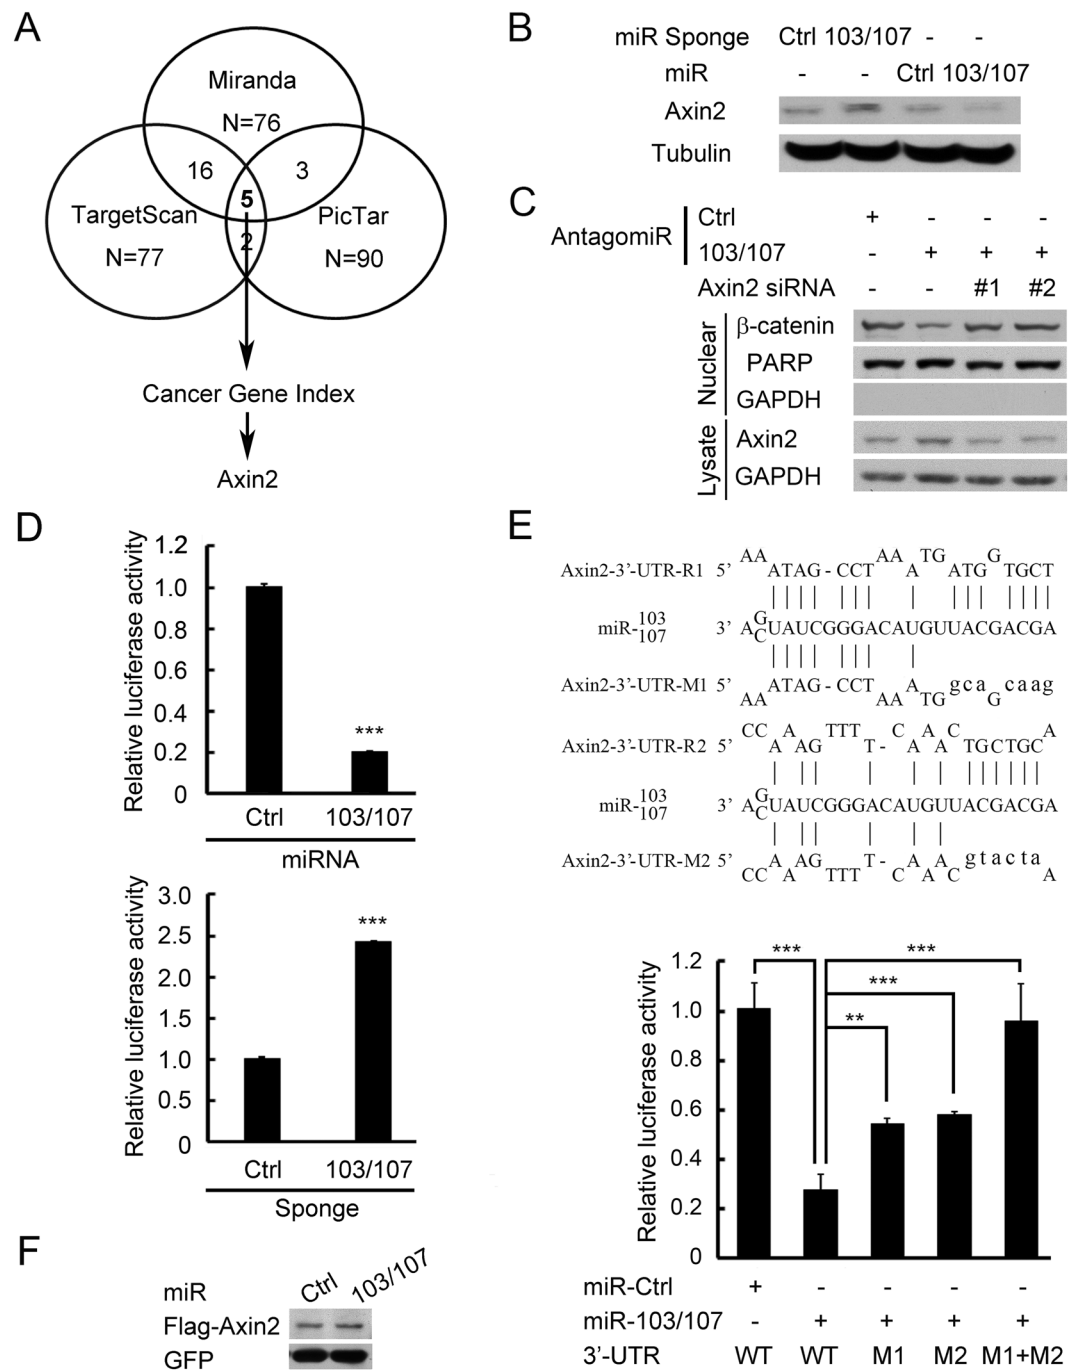 A
Miranda
N=76
16
3
5
TargetScan
PicTar
2
N=77
N=90
Cancer Gene Index
Axin2
B
miR Sponge Ctrl 103/107 - -
miR - - Ctrl 103/107
Axin2
Tubulin
C
AntagomiR
Ctrl + - - -
103/107 - + + +
Axin2 siRNA - - #1 #2
Nuclear
β-catenin
PARP
GAPDH
Lysate
Axin2
GAPDH
D
Relative luciferase activity
1.2
1.0
0.8
0.6
0.4
0.2
0
***
Ctrl 103/107
miRNA
Relative luciferase activity
3.0
2.5
2.0
1.5
1.0
0.5
0
***
Ctrl 103/107
Sponge
E
AA AA TG G
Axin2-3'-UTR-R1 5' ATAG-CCT A ATG TGCT
miR-103/107 3' A G/C UAUCGGGACAUGUUACGACGA
Axin2-3'-UTR-M1 5' ATAG-CCT A gca caag
AA AA TG G
CC A TTT C A C A
Axin2-3'-UTR-R2 5' A AG T- A A TGCTGC
miR-103/107 3' A G/C UAUCGGGACAUGUUACGACGA
Axin2-3'-UTR-M2 5' A AG T- A A gtacta
CC A TTT C A C A
Relative luciferase activity
1.2
1.0
0.8
0.6
0.4
0.2
0
*** ***
***
**
miR-Ctrl + - - - -
miR-103/107 - + + + +
3'-UTR WT WT M1 M2 M1+M2
F
miR Ctrl 103/107
Flag-Axin2
GFP